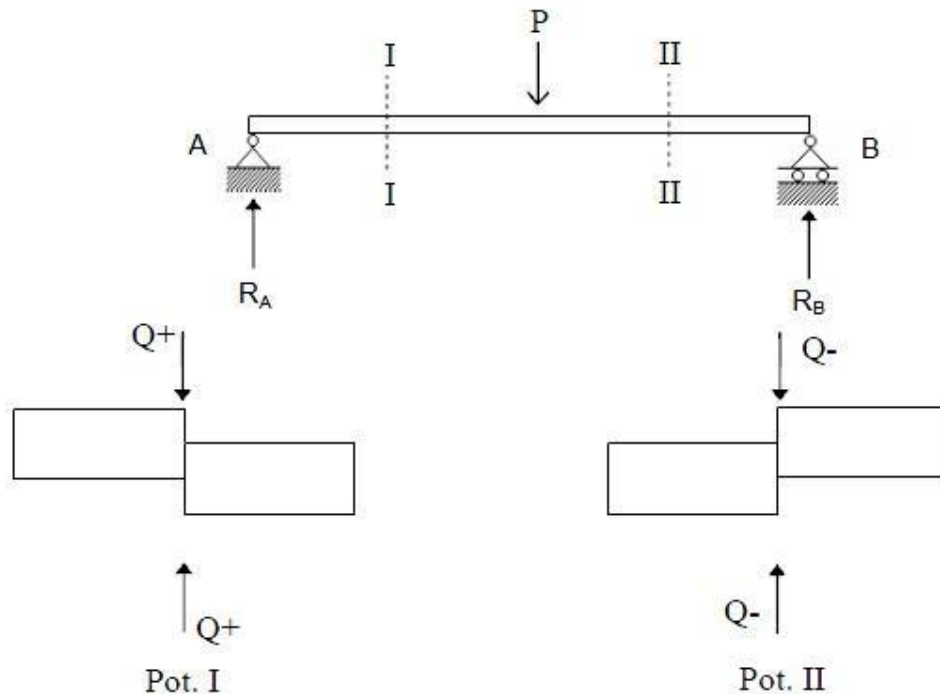 P
I II
A B
I II
R_A R_B
Q+ Q-
Q+ Q-
Pot. I Pot. II